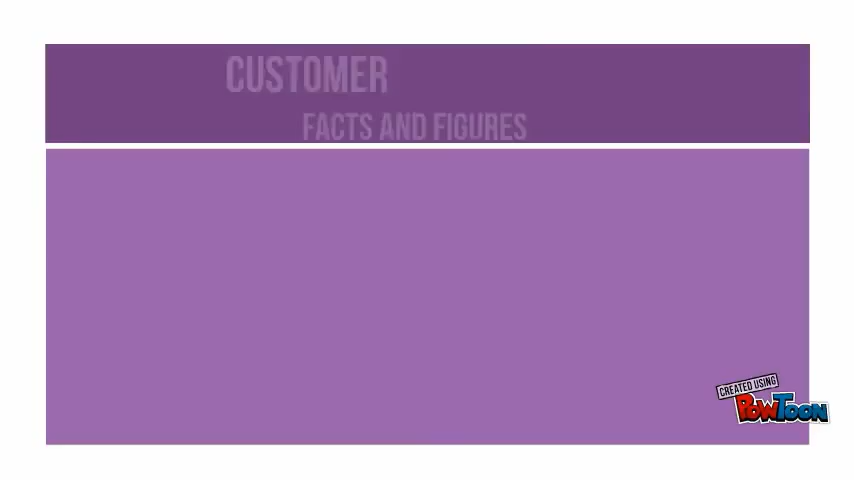 CUSTOMER
FACTS AND FIGURES
CREATED USING
POWTOON